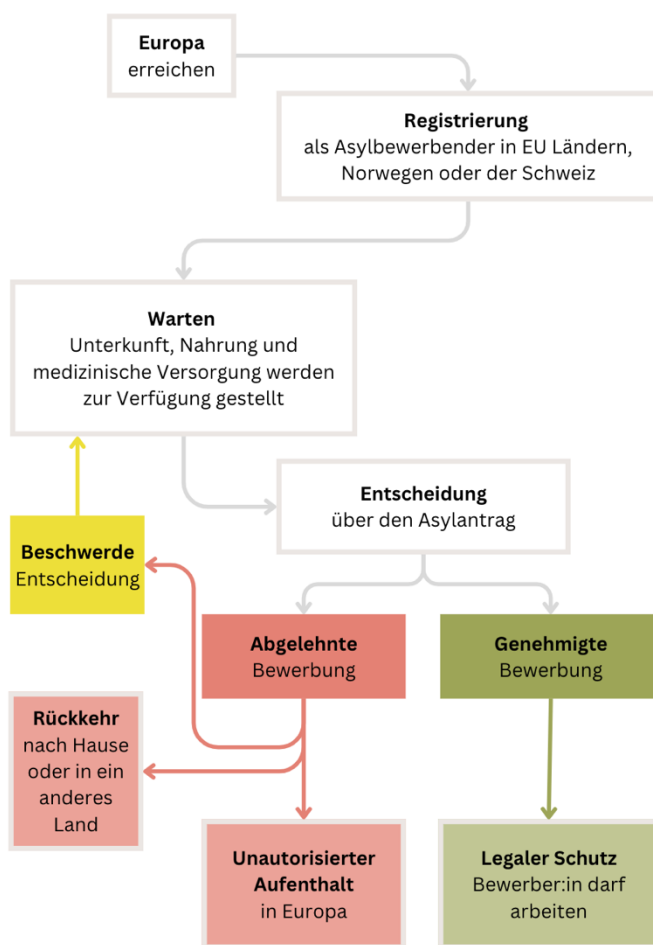 Europa
erreichen
Registrierung
als Asylbewerbender in EU Ländern,
Norwegen oder der Schweiz
Warten
Unterkunft, Nahrung und
medizinische Versorgung werden
zur Verfügung gestellt
Entscheidung
über den Asylantrag
Beschwerde
Entscheidung
Abgelehnte
Bewerbung
Genehmigte
Bewerbung
Rückkehr
nach Hause
oder in ein
anderes
Land
Unautorisierter
Aufenthalt
in Europa
Legaler Schutz
Bewerber:in darf
arbeiten